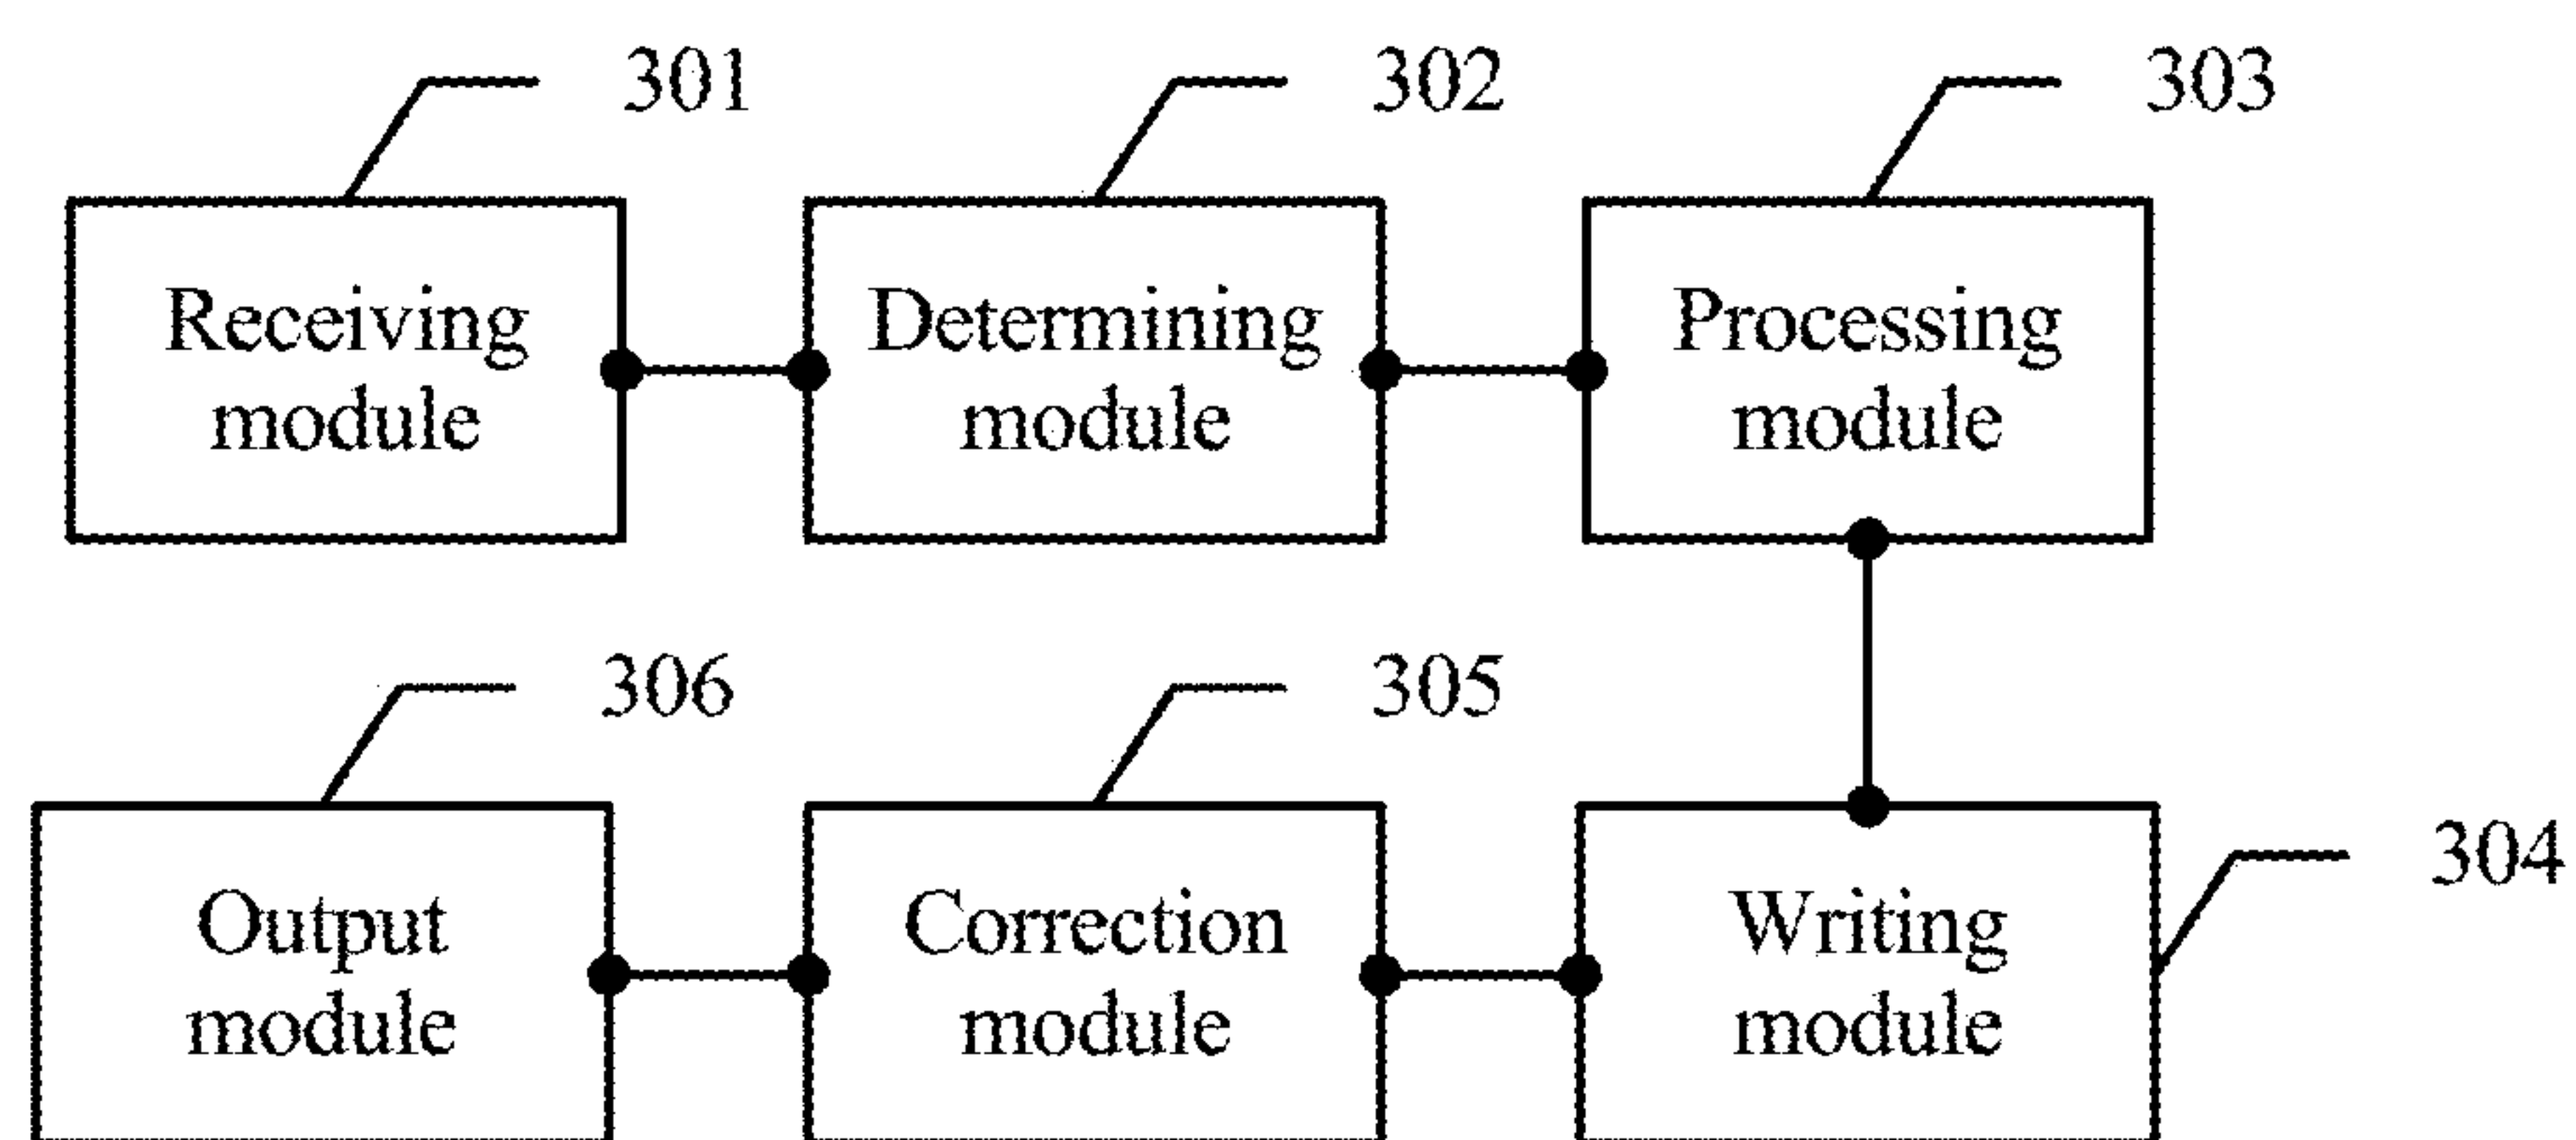 301
302
303
Receiving
module
Determining
module
Processing
module
306
305
304
Output
module
Correction
module
Writing
module